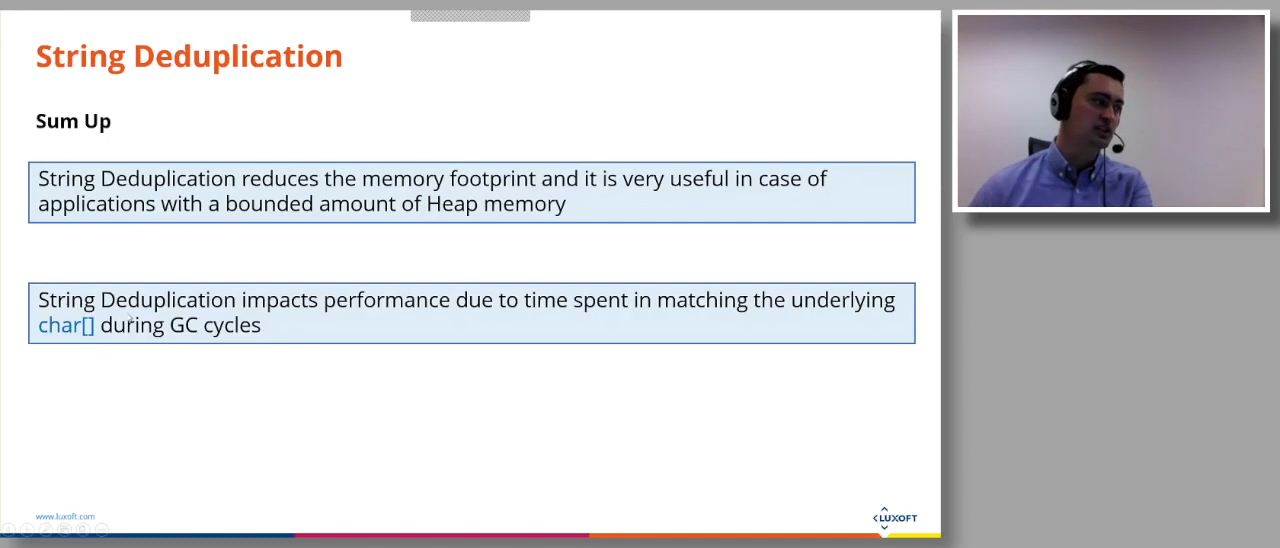 String Deduplication
Sum Up
String Deduplication reduces the memory footprint and it is very useful in case of
applications with a bounded amount of Heap memory
String Deduplication impacts performance due to time spent in matching the underlying
char[] during GC cycles
www.luxoft.com
LUXOFT